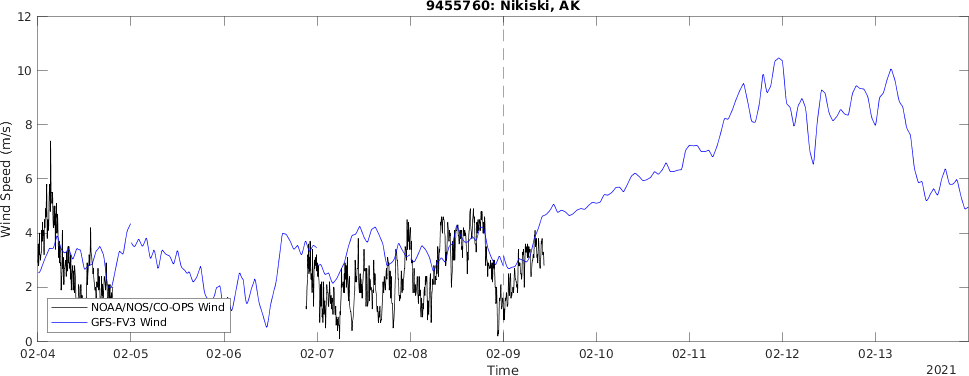 9455760: Nikiski, AK
12
10
8
6
4
2
0
Wind Speed (m/s)
NOAA/NOS/CO-OPS Wind
GFS-FV3 Wind
02-04 02-05 02-06 02-07 02-08 02-09 02-10 02-11 02-12 02-13
Time
2021